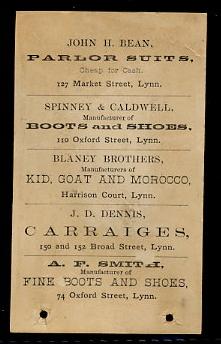 JOHN H. BEAN,
PARLOR SUITS,
Cheap for Cash.
127 Market Street, Lynn.
SPINNEY & CALDWELL,
Manufacturer of
BOOTS and SHOES,
110 Oxford Street, Lynn.
BLANEY BROTHERS,
Manufacturers of
KID, GOAT AND MOROCCO,
Harrison Court, Lynn.
J. D. DENNIS,
CARRAIGES,
150 and 152 Broad Street, Lynn.
A. F. SMITH,
Manufacturer of
FINE BOOTS AND SHOES,
74 Oxford Street, Lynn.